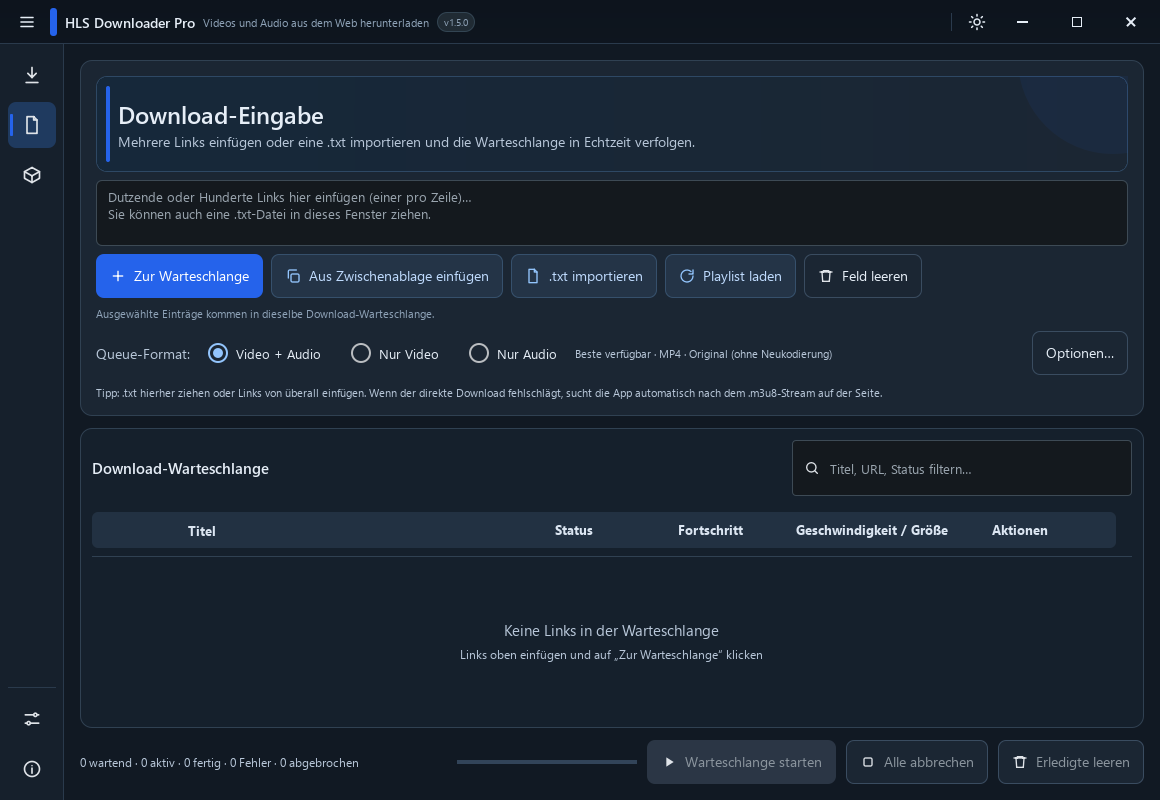 HLS Downloader Pro Videos und Audio aus dem Web herunterladen v1.5.0
Download-Eingabe
Mehrere Links einfügen oder eine .txt importieren und die Warteschlange in Echtzeit verfolgen.
Dutzende oder Hunderte Links hier einfügen (einer pro Zeile)…
Sie können auch eine .txt-Datei in dieses Fenster ziehen.
Zur Warteschlange Aus Zwischenablage einfügen .txt importieren Playlist laden Feld leeren
Ausgewählte Einträge kommen in dieselbe Download-Warteschlange.
Queue-Format: Video + Audio Nur Video Nur Audio Beste verfügbar · MP4 · Original (ohne Neukodierung) Optionen…
Tipp: .txt hierher ziehen oder Links von überall einfügen. Wenn der direkte Download fehlschlägt, sucht die App automatisch nach dem .m3u8-Stream auf der Seite.
Download-Warteschlange Titel, URL, Status filtern…
Titel Status Fortschritt Geschwindigkeit / Größe Aktionen
Keine Links in der Warteschlange
Links oben einfügen und auf „Zur Warteschlange“ klicken
0 wartend · 0 aktiv · 0 fertig · 0 Fehler · 0 abgebrochen Warteschlange starten Alle abbrechen Erledigte leeren